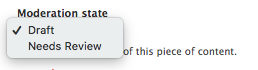 Moderation state
✓ Draft
Needs Review
of this piece of content.